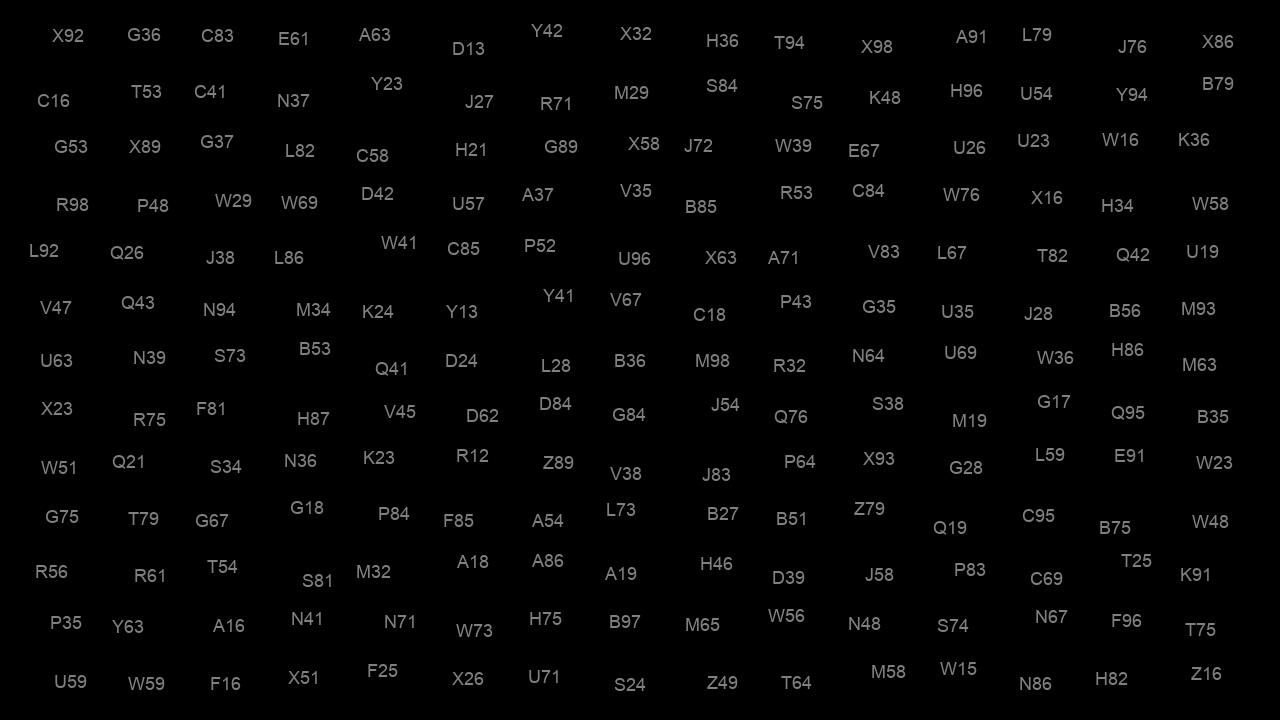 X92 G36 C83 E61 A63 D13 Y42 X32 H36 T94 X98 A91 L79 J76 X86
C16 T53 C41 N37 Y23 J27 R71 M29 S84 S75 K48 H96 U54 Y94 B79
G53 X89 G37 L82 C58 H21 G89 X58 J72 W39 E67 U26 U23 W16 K36
R98 P48 W29 W69 D42 U57 A37 V35 B85 R53 C84 W76 X16 H34 W58
L92 Q26 J38 L86 W41 C85 P52 U96 X63 A71 V83 L67 T82 Q42 U19
V47 Q43 N94 M34 K24 Y13 Y41 V67 C18 P43 G35 U35 J28 B56 M93
U63 N39 S73 B53 Q41 D24 L28 B36 M98 R32 N64 U69 W36 H86 M63
X23 R75 F81 H87 V45 D62 D84 G84 J54 Q76 S38 M19 G17 Q95 B35
W51 Q21 S34 N36 K23 R12 Z89 V38 J83 P64 X93 G28 L59 E91 W23
G75 T79 G67 G18 P84 F85 A54 L73 B27 B51 Z79 Q19 C95 B75 W48
R56 R61 T54 S81 M32 A18 A86 A19 H46 D39 J58 P83 C69 T25 K91
P35 Y63 A16 N41 N71 W73 H75 B97 M65 W56 N48 S74 N67 F96 T75
U59 W59 F16 X51 F25 X26 U71 S24 Z49 T64 M58 W15 N86 H82 Z16